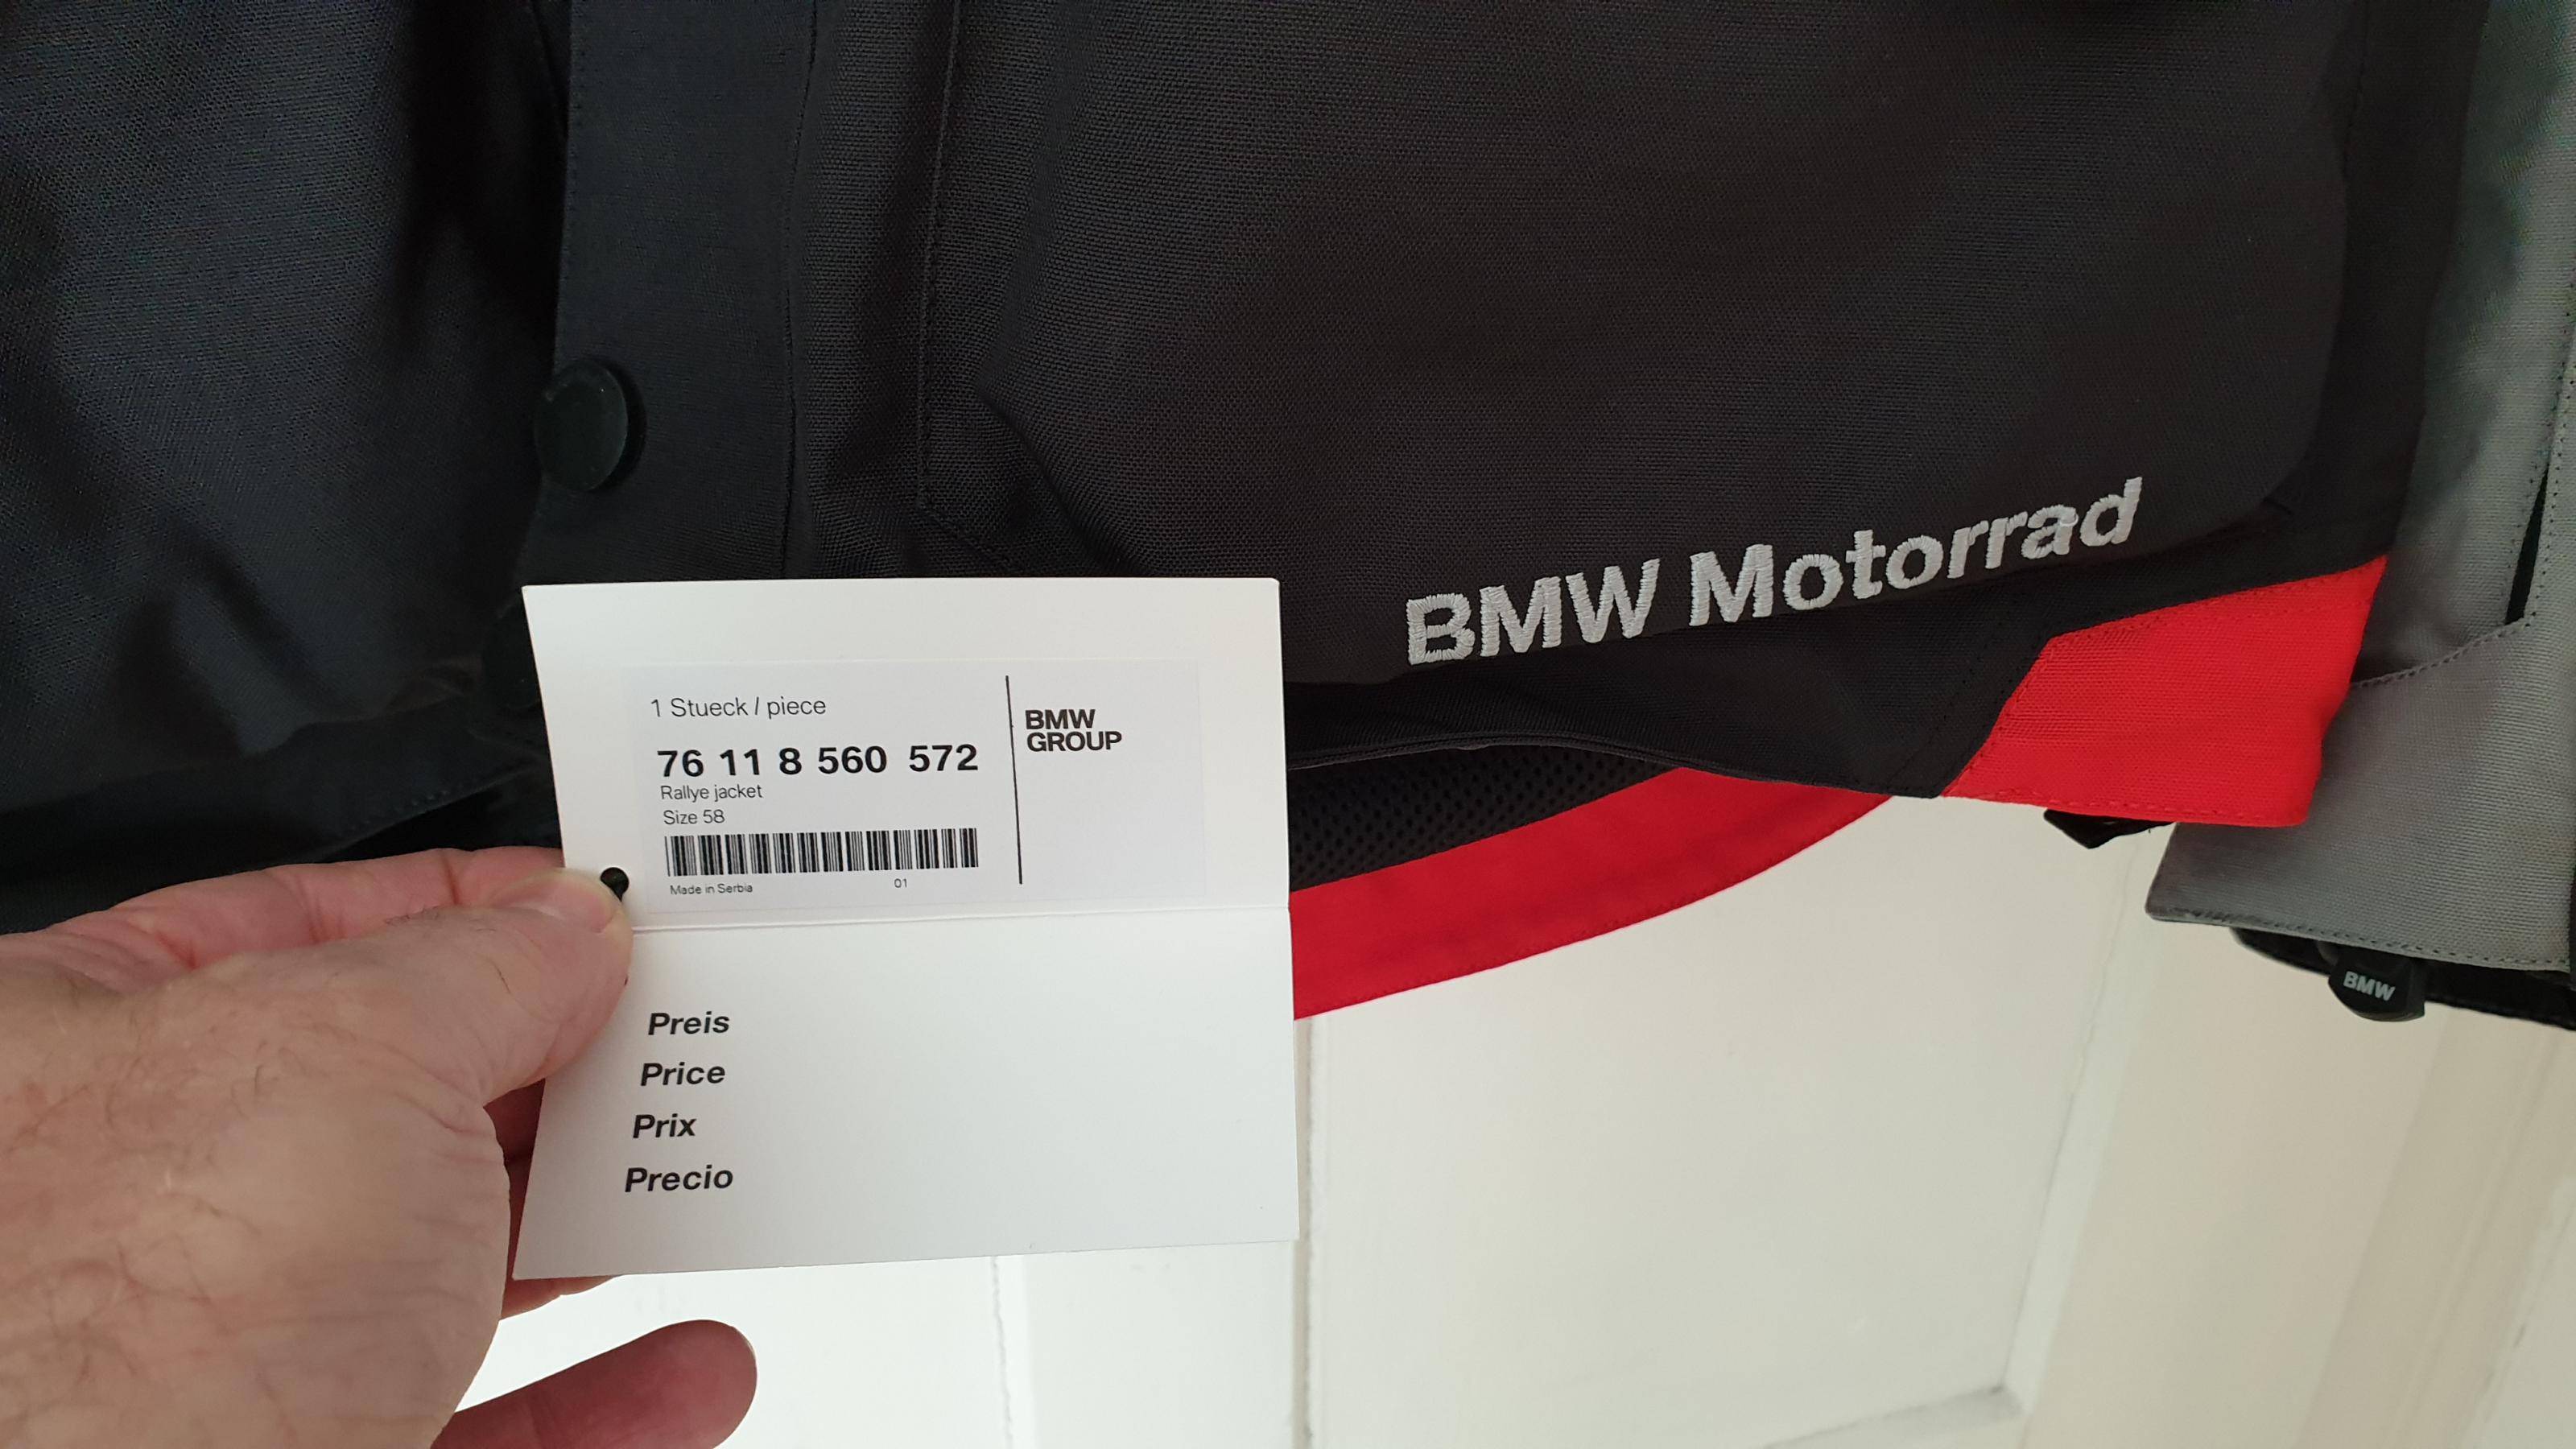 BMW Motorrad
1 Stueck / piece
76 11 8 560 572
Rallye jacket
Size 58
Made in Serbia 01
BMW
GROUP
Preis
Price
Prix
Precio
BMW